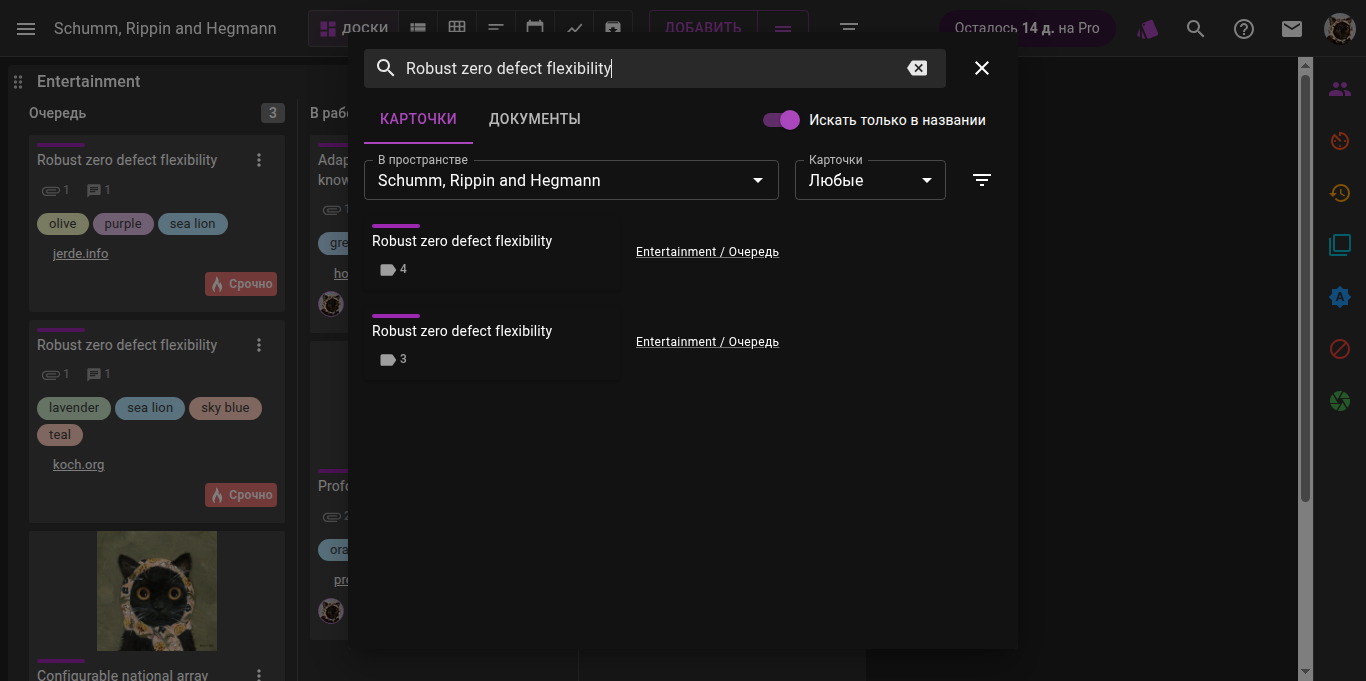 Schumm, Rippin and Hegmann
ДОСКИ
ДОБАВИТЬ
Осталось 14 д. на Pro
Entertainment
Очередь
3
Robust zero defect flexibility
1
1
olive
purple
sea lion
jerde.info
Срочно
Robust zero defect flexibility
1
1
lavender
sea lion
sky blue
teal
koch.org
Срочно
Configurable national array
В рабо
Adap
know
1
gre
ho
Profo
2
ora
pr
Robust zero defect flexibility
КАРТОЧКИ
ДОКУМЕНТЫ
Искать только в названии
В пространстве
Schumm, Rippin and Hegmann
Карточки
Любые
Robust zero defect flexibility
4
Entertainment / Очередь
Robust zero defect flexibility
3
Entertainment / Очередь